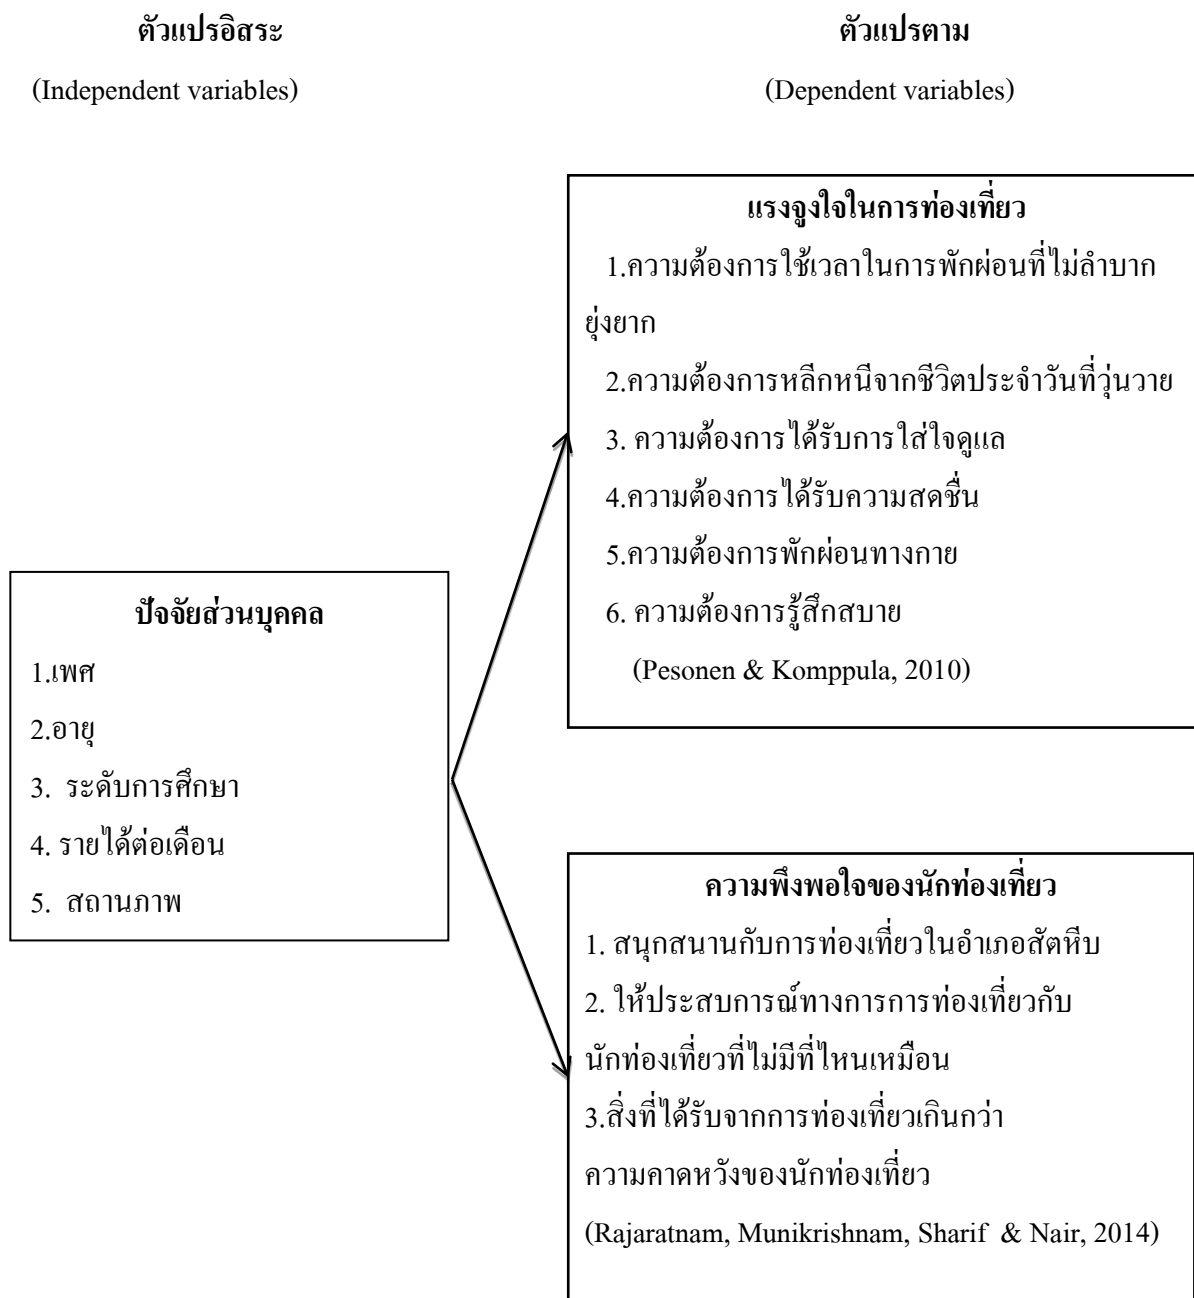 ตัวแปรอิสระ
(Independent variables)
ตัวแปรตาม
(Dependent variables)
ปัจจัยส่วนบุคคล
1.เพศ
2.อายุ
3. ระดับการศึกษา
4. รายได้ต่อเดือน
5. สถานภาพ
แรงจูงใจในการท่องเที่ยว
1.ความต้องการใช้เวลาในการพักผ่อนที่ไม่ลำบาก
ยุ่งยาก
2.ความต้องการหลีกหนีจากชีวิตประจำวันที่วุ่นวาย
3. ความต้องการได้รับการใส่ใจดูแล
4.ความต้องการได้รับความสดชื่น
5.ความต้องการพักผ่อนทางกาย
6. ความต้องการรู้สึกสบาย
(Pesonen & Komppula, 2010)
ความพึงพอใจของนักท่องเที่ยว
1. สนุกสนานกับการท่องเที่ยวในอำเภอสัตหีบ
2. ให้ประสบการณ์ทางการการท่องเที่ยวกับ
นักท่องเที่ยวที่ไม่มีที่ไหนเหมือน
3.สิ่งที่ได้รับจากการท่องเที่ยวเกินกว่า
ความคาดหวังของนักท่องเที่ยว
(Rajaratnam, Munikrishnam, Sharif & Nair, 2014)